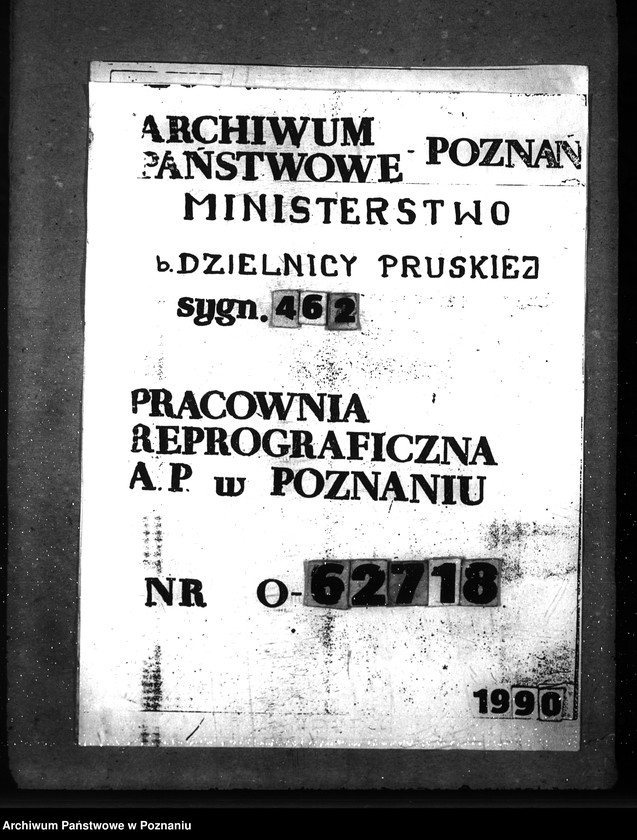 ARCHIWUM
PAŃSTWOWE - POZNAŃ
MINISTERSTWO
b. DZIELNICY PRUSKIEJ
sygn. 462
PRACOWNIA
REPROGRAFICZNA
A.P. w POZNANIU
NR O-62718
1990
Archiwum Państwowe w Poznaniu